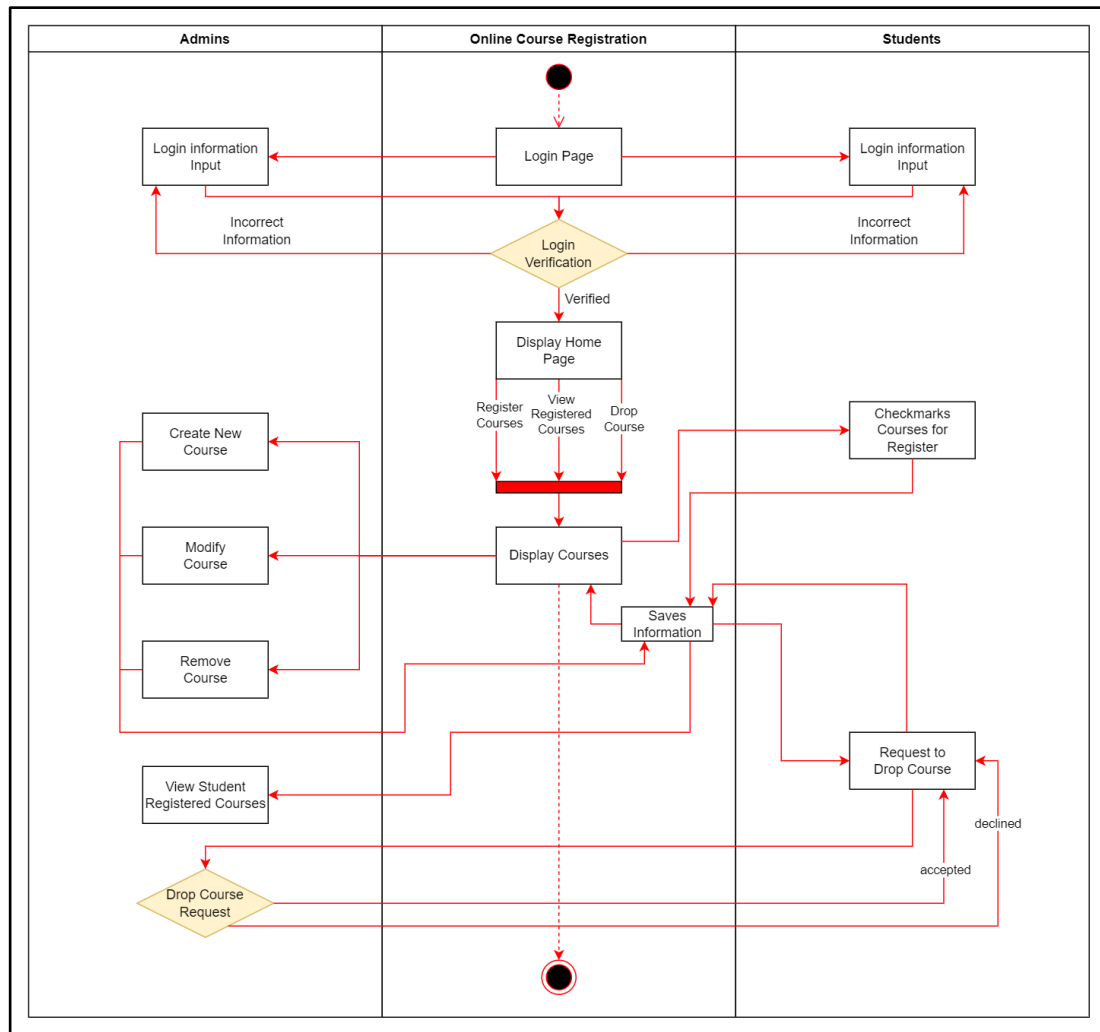 Admins
Online Course Registration
Students
Login information
Input
Login Page
Login information
Input
Incorrect
Information
Incorrect
Information
Login
Verification
Verified
Display Home
Page
Register
Courses
View
Registered
Courses
Drop
Course
Create New
Course
Checkmarks
Courses for
Register
Modify
Course
Display Courses
Saves
Information
Remove
Course
Request to
Drop Course
View Student
Registered Courses
declined
accepted
Drop Course
Request